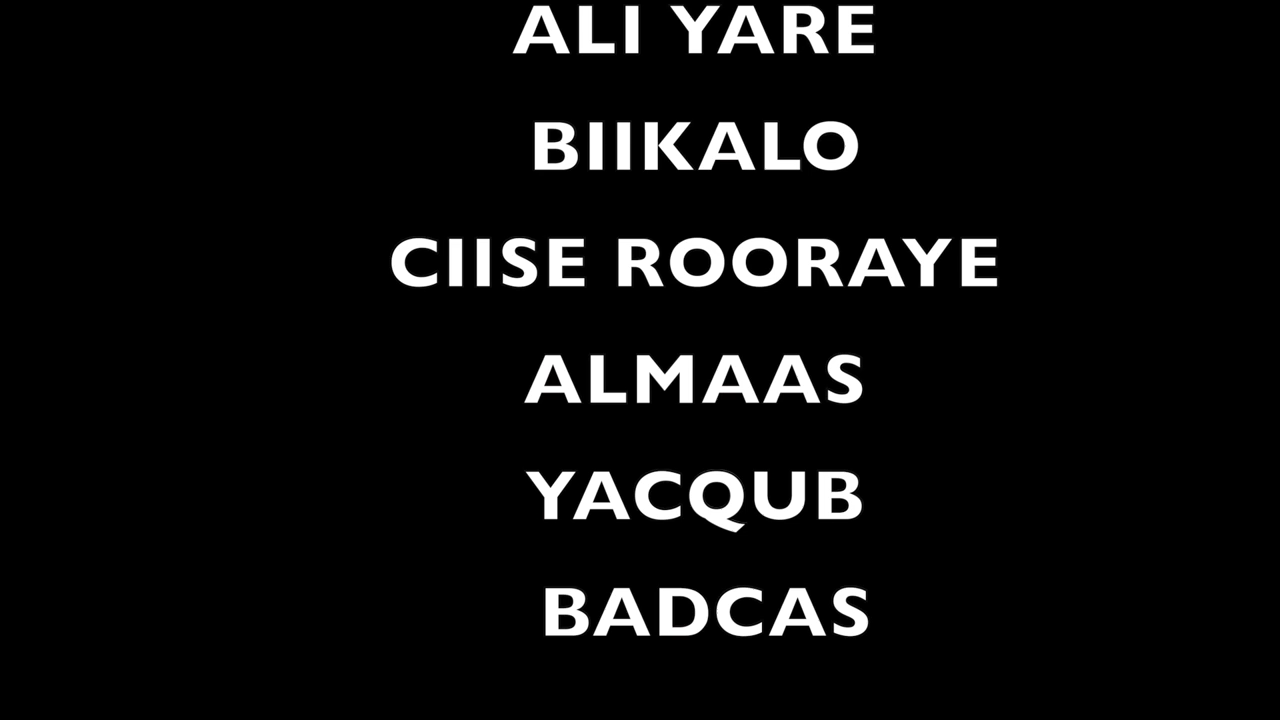 ALI YARE
BIIKALO
CIISE ROORAYE
ALMAAS
YACQUB
BADCAS